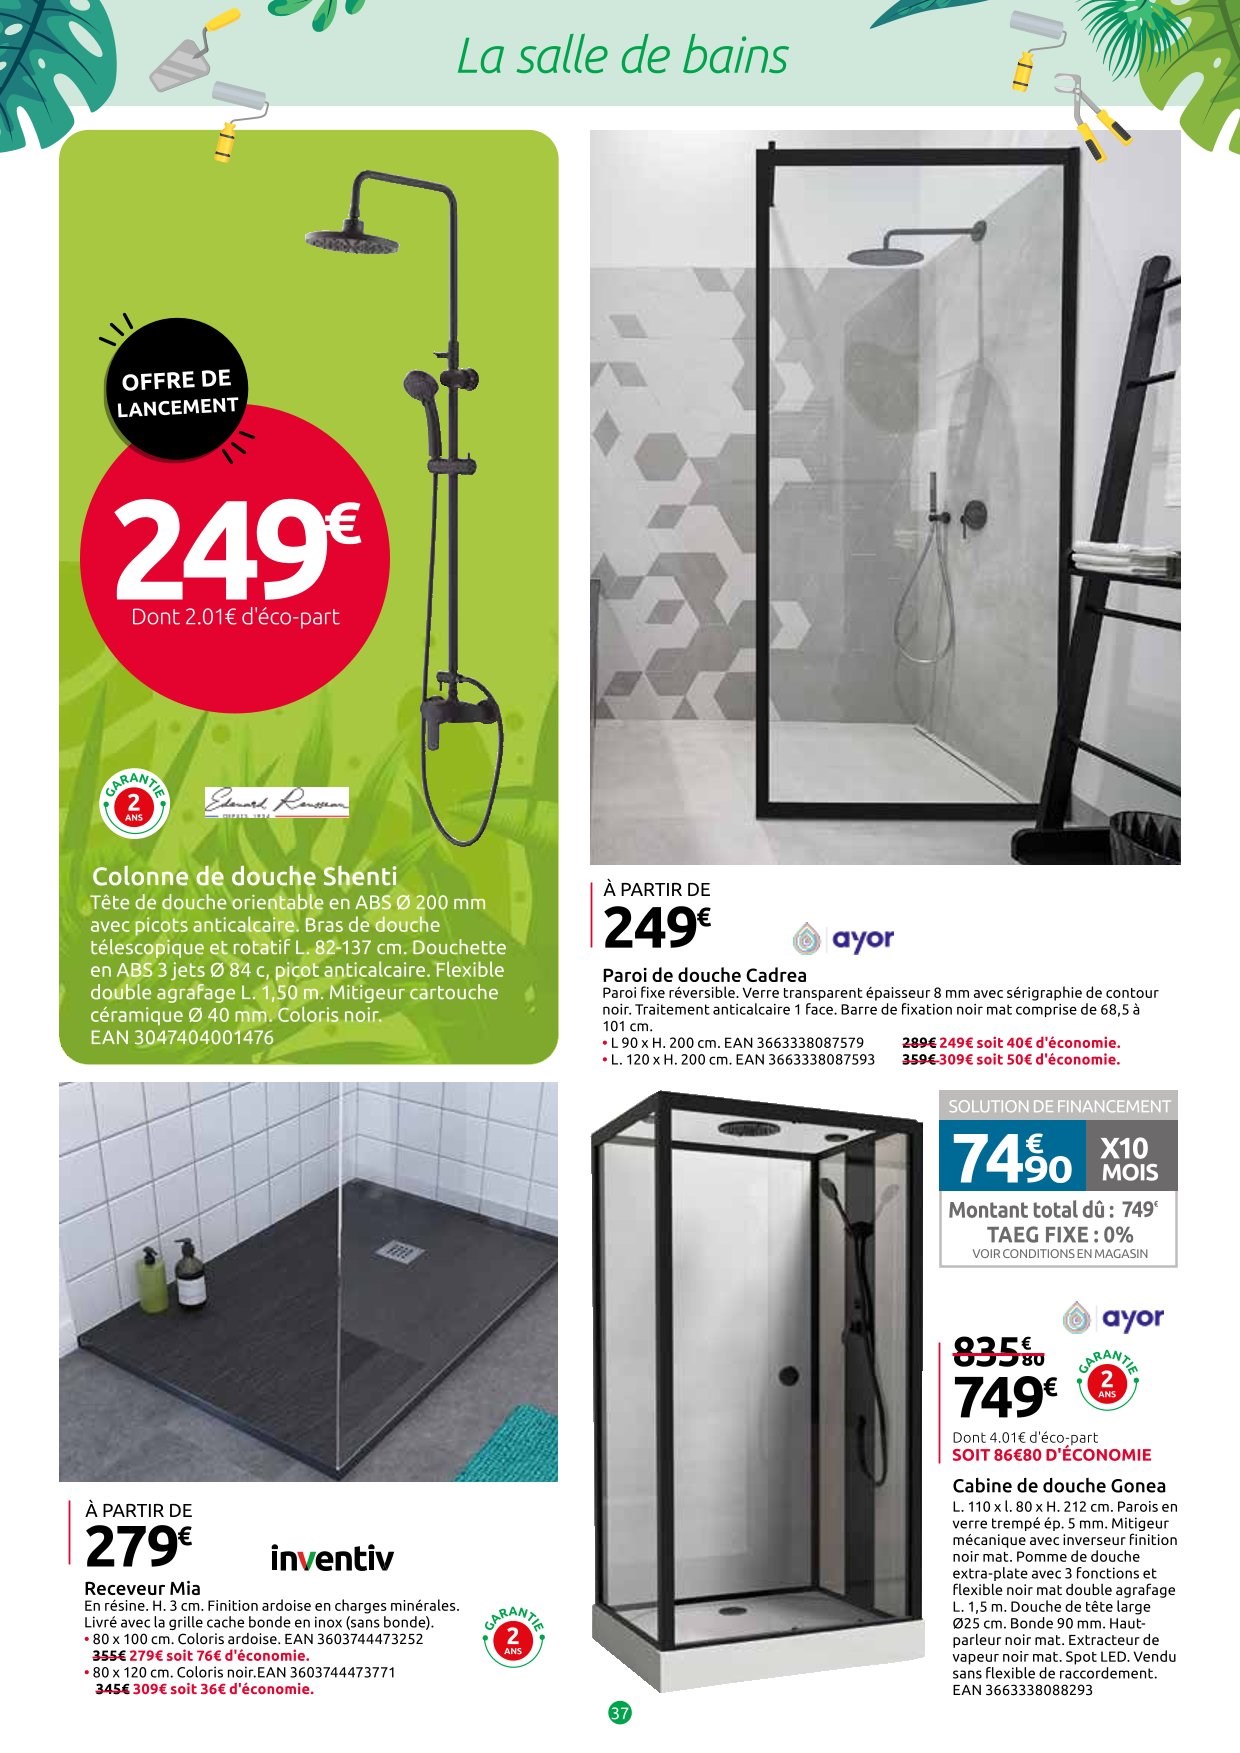 La salle de bains
OFFRE DE
LANCEMENT
249€
Dont 2.01€ d'éco-part
GARANTIE
2
ANS
Edouard Rousseau
DEPUIS 1934
Colonne de douche Shenti
Tête de douche orientable en ABS Ø 200 mm
avec picots anticalcaire. Bras de douche
télescopique et rotatif L. 82-137 cm. Douchette
en ABS 3 jets Ø 84 c, picot anticalcaire. Flexible
double agrafage L. 1,50 m. Mitigeur cartouche
céramique Ø 40 mm. Coloris noir.
EAN 3047404001476
À PARTIR DE
249€
ayor
Paroi de douche Cadrea
Paroi fixe réversible. Verre transparent épaisseur 8 mm avec sérigraphie de contour
noir. Traitement anticalcaire 1 face. Barre de fixation noir mat comprise de 68,5 à
101 cm.
• L 90 x H. 200 cm. EAN 3663338087579 289€ 249€ soit 40€ d'économie.
• L. 120 x H. 200 cm. EAN 3663338087593 359€ 309€ soit 50€ d'économie.
À PARTIR DE
279€
inventiv
Receveur Mia
En résine. H. 3 cm. Finition ardoise en charges minérales.
Livré avec la grille cache bonde en inox (sans bonde).
• 80 x 100 cm. Coloris ardoise. EAN 3603744473252
355€ 279€ soit 76€ d'économie.
• 80 x 120 cm. Coloris noir.EAN 3603744473771
345€ 309€ soit 36€ d'économie.
GARANTIE
2
ANS
SOLUTION DE FINANCEMENT
74€90 X10
MOIS
Montant total dû : 749€
TAEG FIXE : 0%
VOIR CONDITIONS EN MAGASIN
ayor
835€80
749€
GARANTIE
2
ANS
Dont 4.01€ d'éco-part
SOIT 86€80 D'ÉCONOMIE
Cabine de douche Gonea
L. 110 x l. 80 x H. 212 cm. Parois en
verre trempé ép. 5 mm. Mitigeur
mécanique avec inverseur finition
noir mat. Pomme de douche
extra-plate avec 3 fonctions et
flexible noir mat double agrafage
L. 1,5 m. Douche de tête large
Ø25 cm. Bonde 90 mm. Haut-
parleur noir mat. Extracteur de
vapeur noir mat. Spot LED. Vendu
sans flexible de raccordement.
EAN 3663338088293
37